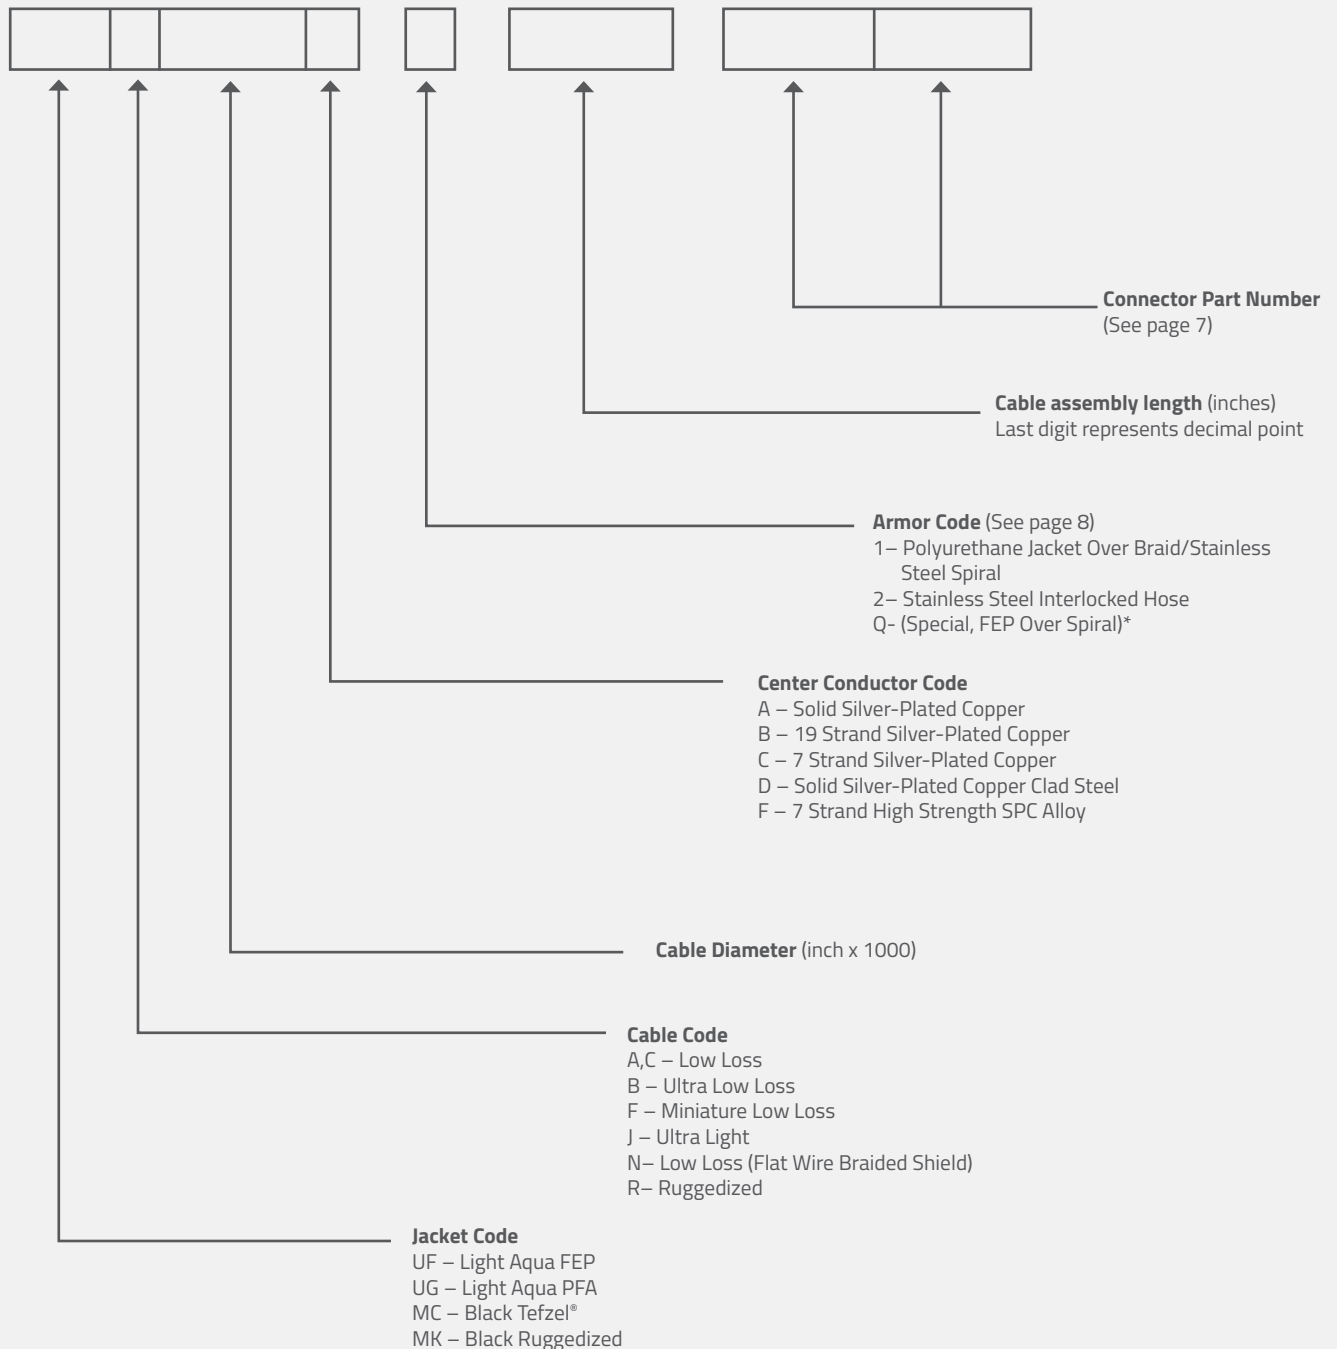 Connector Part Number
(See page 7)
Cable assembly length (inches)
Last digit represents decimal point
Armor Code (See page 8)
1– Polyurethane Jacket Over Braid/Stainless
Steel Spiral
2– Stainless Steel Interlocked Hose
Q- (Special, FEP Over Spiral)*
Center Conductor Code
A – Solid Silver-Plated Copper
B – 19 Strand Silver-Plated Copper
C – 7 Strand Silver-Plated Copper
D – Solid Silver-Plated Copper Clad Steel
F – 7 Strand High Strength SPC Alloy
Cable Diameter (inch x 1000)
Cable Code
A,C – Low Loss
B – Ultra Low Loss
F – Miniature Low Loss
J – Ultra Light
N– Low Loss (Flat Wire Braided Shield)
R– Ruggedized
Jacket Code
UF – Light Aqua FEP
UG – Light Aqua PFA
MC – Black Tefzel®
MK – Black Ruggedized